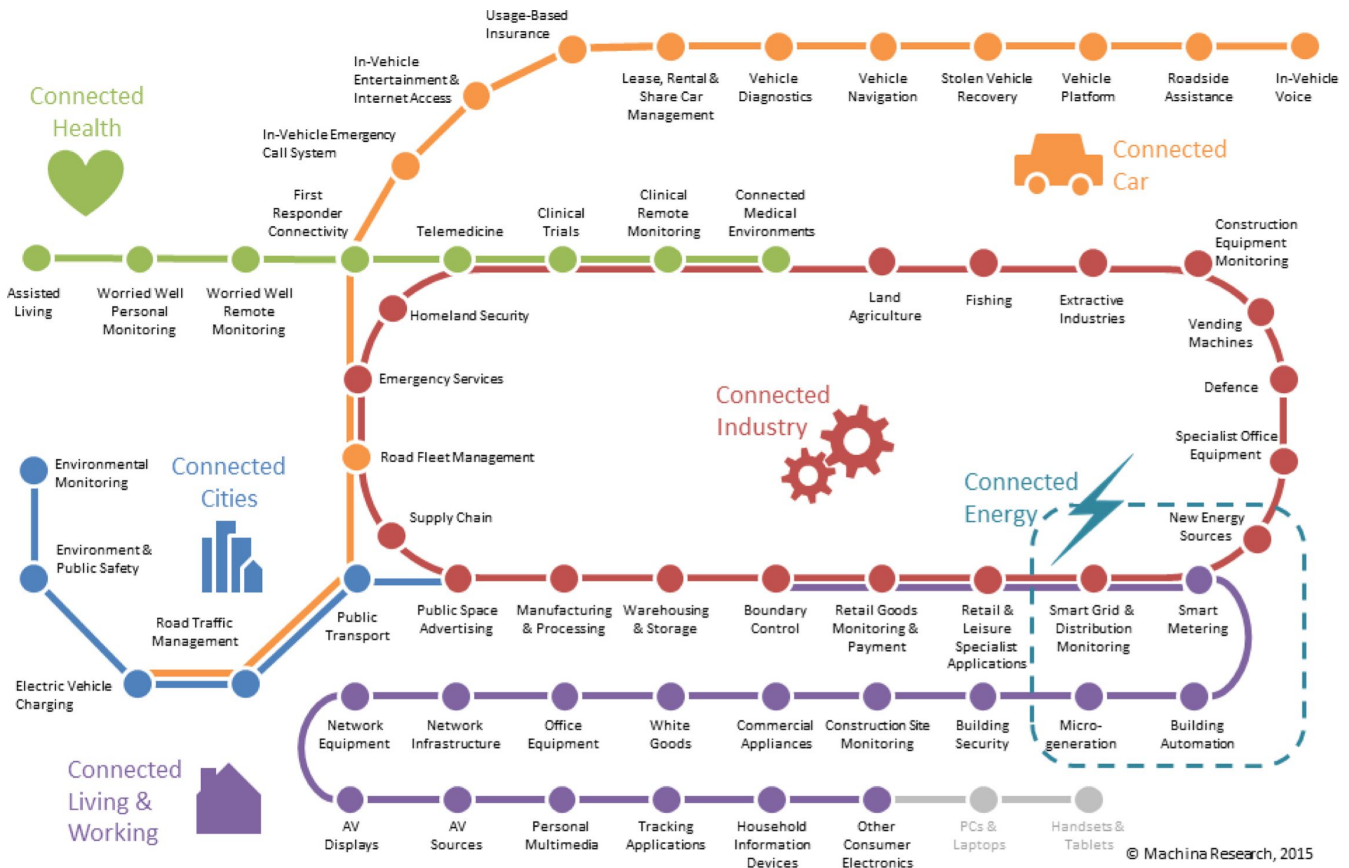 Usage-Based
Insurance
In-Vehicle
Entertainment &
Internet Access
Lease, Rental &
Share Car
Management
Vehicle
Diagnostics
Vehicle
Navigation
Stolen Vehicle
Recovery
Vehicle
Platform
Roadside
Assistance
In-Vehicle
Voice
Connected
Health
In-Vehicle Emergency
Call System
Connected
Car
First
Responder
Connectivity
Telemedicine
Clinical
Trials
Clinical
Remote
Monitoring
Connected
Medical
Environments
Construction
Equipment
Monitoring
Assisted
Living
Worried Well
Personal
Monitoring
Worried Well
Remote
Monitoring
Homeland Security
Land
Agriculture
Fishing
Extractive
Industries
Vending
Machines
Emergency Services
Connected
Industry
Defence
Road Fleet Management
Specialist Office
Equipment
Environmental
Monitoring
Connected
Cities
Connected
Energy
Supply Chain
New Energy
Sources
Environment &
Public Safety
Road Traffic
Management
Public
Transport
Public Space
Advertising
Manufacturing
& Processing
Warehousing
& Storage
Boundary
Control
Retail Goods
Monitoring &
Payment
Retail &
Leisure
Specialist
Applications
Smart Grid &
Distribution
Monitoring
Smart
Metering
Electric Vehicle
Charging
Network
Equipment
Network
Infrastructure
Office
Equipment
White
Goods
Commercial
Appliances
Construction Site
Monitoring
Building
Security
Micro-
generation
Building
Automation
Connected
Living &
Working
AV
Displays
AV
Sources
Personal
Multimedia
Tracking
Applications
Household
Information
Devices
Other
Consumer
Electronics
PCs &
Laptops
Handsets &
Tablets
© Machina Research, 2015